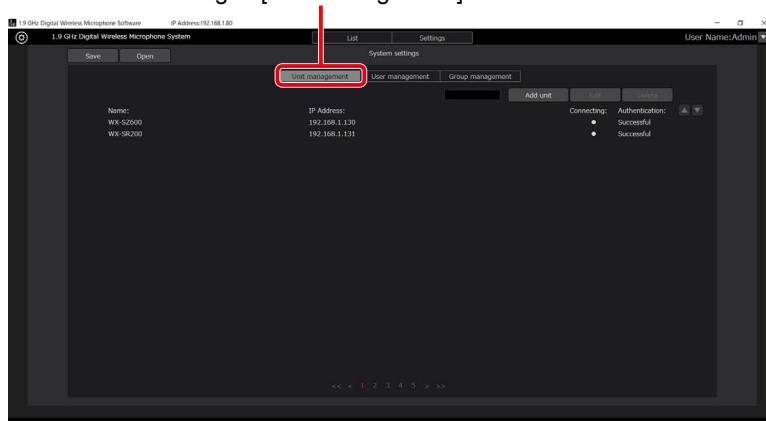 1.9 GHz Digital Wireless Microphone Software IP Address:192.168.1.80
1.9 GHz Digital Wireless Microphone System List Settings User Name:Admin
Save Open System settings
Unit management User management Group management
Add unit Edit Delete
Name: IP Address: Connecting: Authentication:
WX-SZ600 192.168.1.130 Successful
WX-SR200 192.168.1.131 Successful
<< < 1 2 3 4 5 > >>